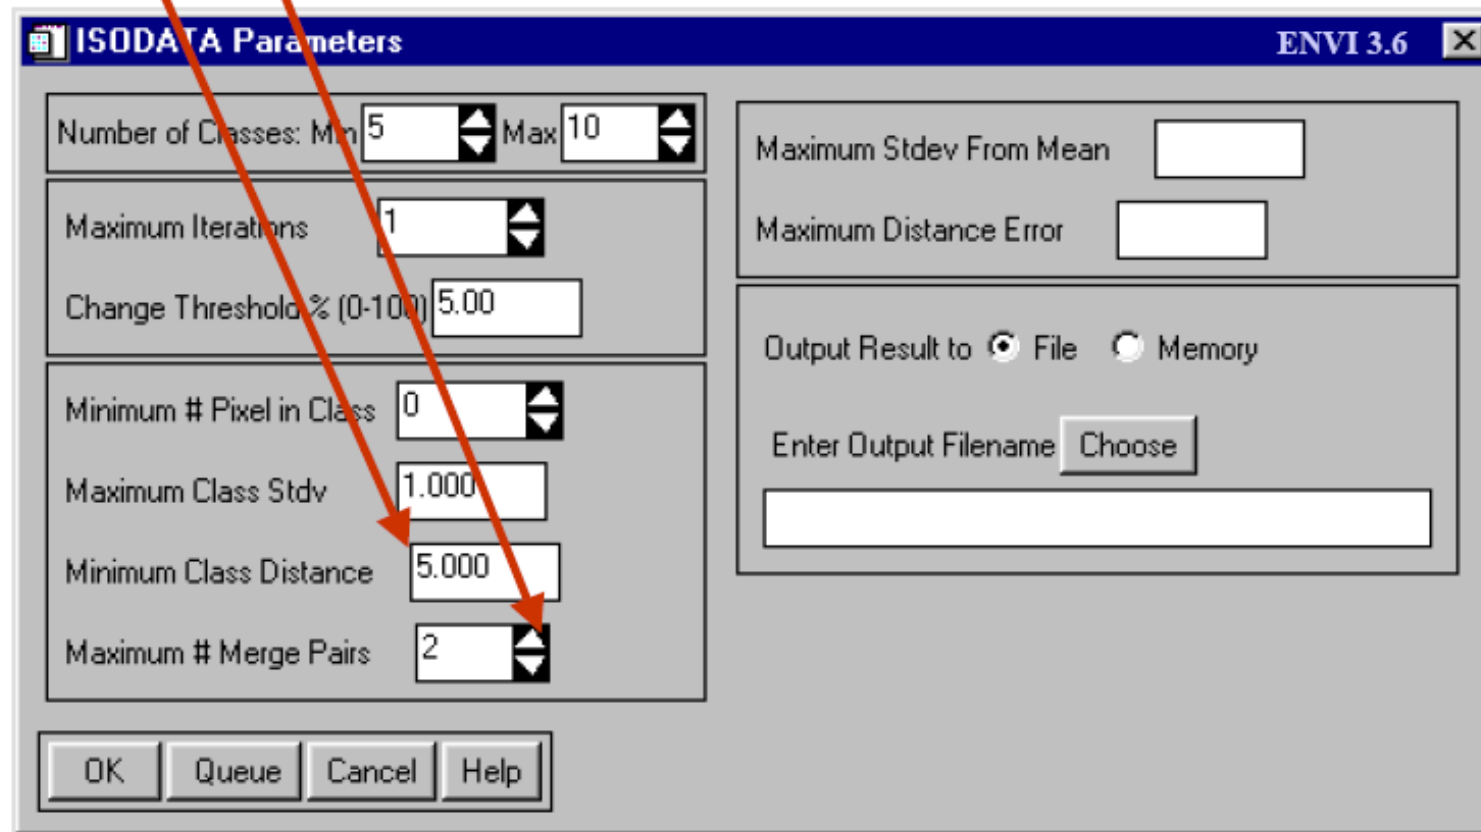 ISODATA Parameters ENVI 3.6
Number of Classes: Min 5 Max 10
Maximum Iterations 1
Change Threshold % (0-100) 5.00
Minimum # Pixel in Class 0
Maximum Class Stdv 1.000
Minimum Class Distance 5.000
Maximum # Merge Pairs 2
Maximum Stdev From Mean
Maximum Distance Error
Output Result to File Memory
Enter Output Filename Choose
OK Queue Cancel Help